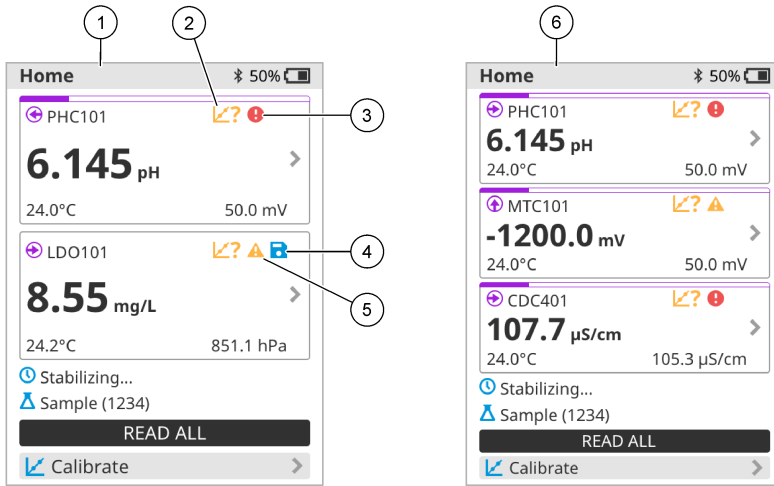 1
2
Home
50%
PHC101
?
3
6.145 pH
24.0°C 50.0 mV
LDO101
?
4
8.55 mg/L
5
24.2°C 851.1 hPa
Stabilizing...
Sample (1234)
READ ALL
Calibrate
6
Home
50%
PHC101
?
6.145 pH
24.0°C 50.0 mV
MTC101
?
-1200.0 mV
24.0°C 50.0 mV
CDC401
?
107.7 µS/cm
24.0°C 105.3 µS/cm
Stabilizing...
Sample (1234)
READ ALL
Calibrate